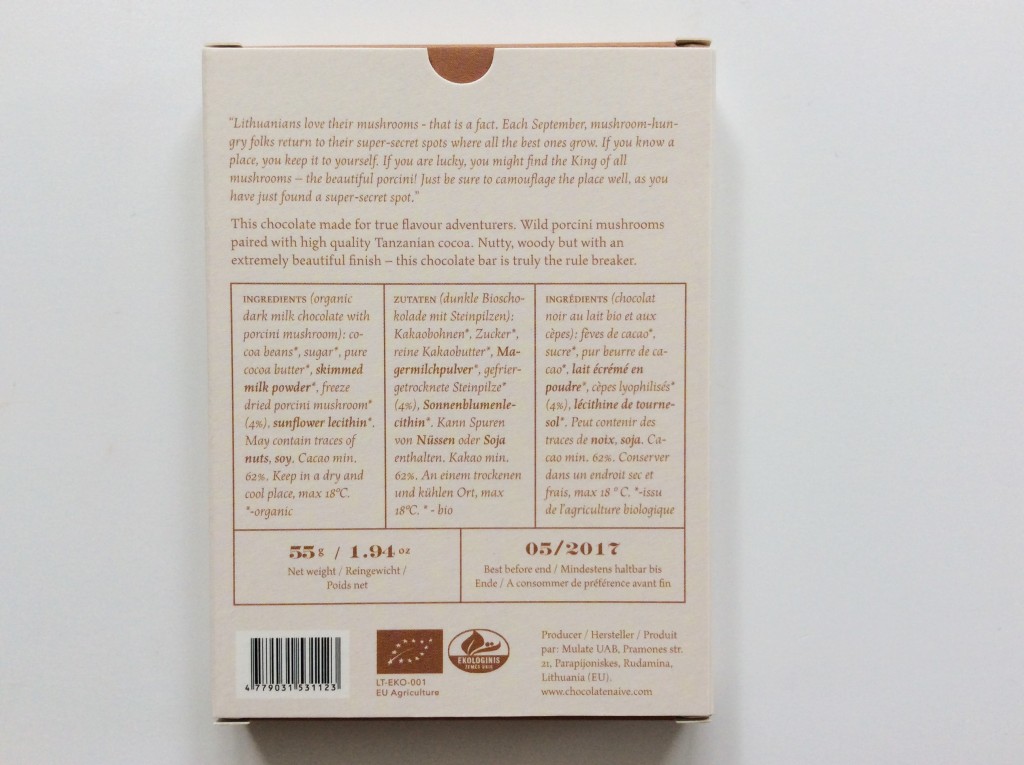 “Lithuanians love their mushrooms - that is a fact. Each September, mushroom-hun-
gry folks return to their super-secret spots where all the best ones grow. If you know a
place, you keep it to yourself. If you are lucky, you might find the King of all
mushrooms – the beautiful porcini! Just be sure to camouflage the place well, as you
have just found a super-secret spot.”
This chocolate made for true flavour adventurers. Wild porcini mushrooms
paired with high quality Tanzanian cocoa. Nutty, woody but with an
extremely beautiful finish – this chocolate bar is truly the rule breaker.
INGREDIENTS (organic
dark milk chocolate with
porcini mushroom): co-
coa beans*, sugar*, pure
cocoa butter*, skimmed
milk powder*, freeze
dried porcini mushroom*
(4%), sunflower lecithin*.
May contain traces of
nuts, soy. Cacao min.
62%. Keep in a dry and
cool place, max 18°C.
*-organic
ZUTATEN (dunkle Bioscho-
kolade mit Steinpilzen):
Kakaobohnen*, Zucker*,
reine Kakaobutter*, Ma-
germilchpulver*, gefrier-
getrocknete Steinpilze*
(4%), Sonnenblumenle-
cithin*. Kann Spuren
von Nüssen oder Soja
enthalten. Kakao min.
62%. An einem trockenen
und kühlen Ort, max
18°C. * - bio
INGRÉDIENTS (chocolat
noir au lait bio et aux
cèpes): fèves de cacao*,
sucre*, pur beurre de ca-
cao*, lait écrémé en
poudre*, cèpes lyophilisés*
(4%), lécithine de tourne-
sol*. Peut contenir des
traces de noix, soja. Ca-
cao min. 62%. Conserver
dans un endroit sec et
frais, max 18 ° C. *-issu
de l'agriculture biologique
55g / 1.94 oz
Net weight / Reingewicht /
Poids net
05/2017
Best before end / Mindestens haltbar bis
Ende / A consommer de préférence avant fin
4 779031 531123
LT-EKO-001
EU Agriculture
EKOLOGINIS
ŽEMĖS ŪKIS
Producer / Hersteller / Produit
par: Mulate UAB, Pramones str.
21, Parapijoniskes, Rudamina,
Lithuania (EU).
www.chocolatenaive.com